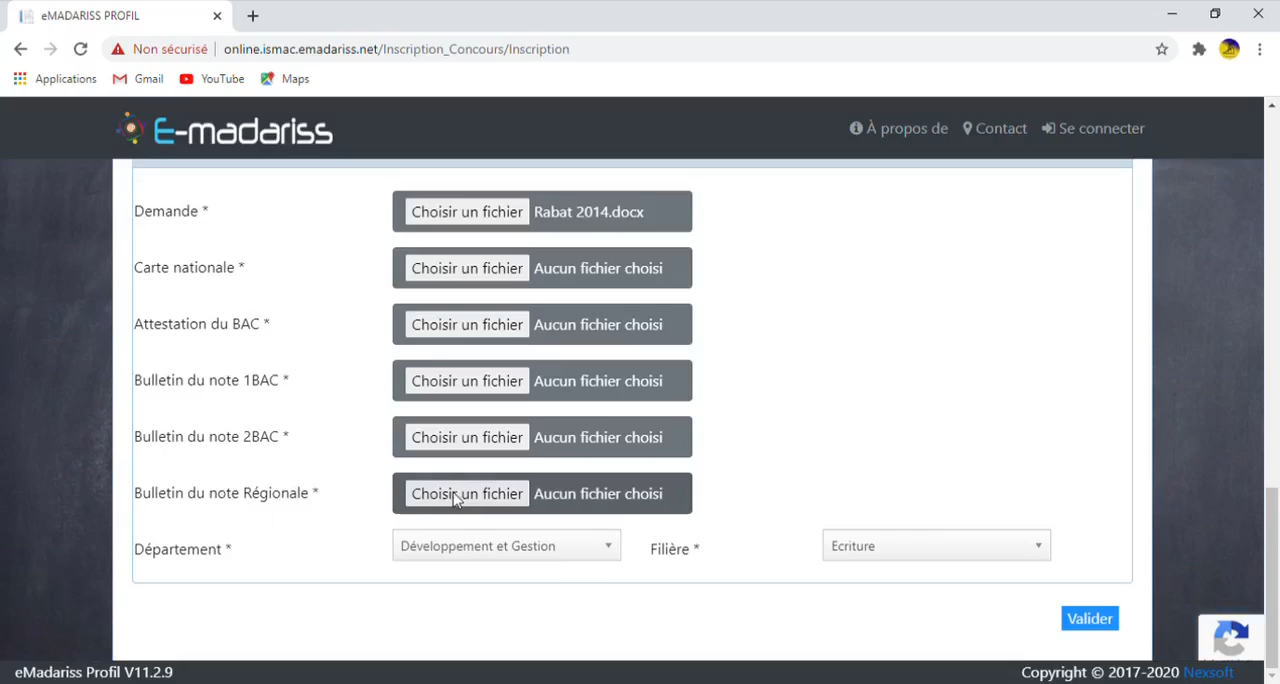 eMADARISS PROFIL
Non sécurisé online.ismac.emadariss.net/Inscription_Concours/Inscription
Applications Gmail YouTube Maps
E-madariss À propos de Contact Se connecter
Demande * Choisir un fichier Rabat 2014.docx
Carte nationale * Choisir un fichier Aucun fichier choisi
Attestation du BAC * Choisir un fichier Aucun fichier choisi
Bulletin du note 1BAC * Choisir un fichier Aucun fichier choisi
Bulletin du note 2BAC * Choisir un fichier Aucun fichier choisi
Bulletin du note Régionale * Choisir un fichier Aucun fichier choisi
Département * Développement et Gestion Filière * Ecriture
Valider
eMadariss Profil V11.2.9 Copyright © 2017-2020 Nexsoft